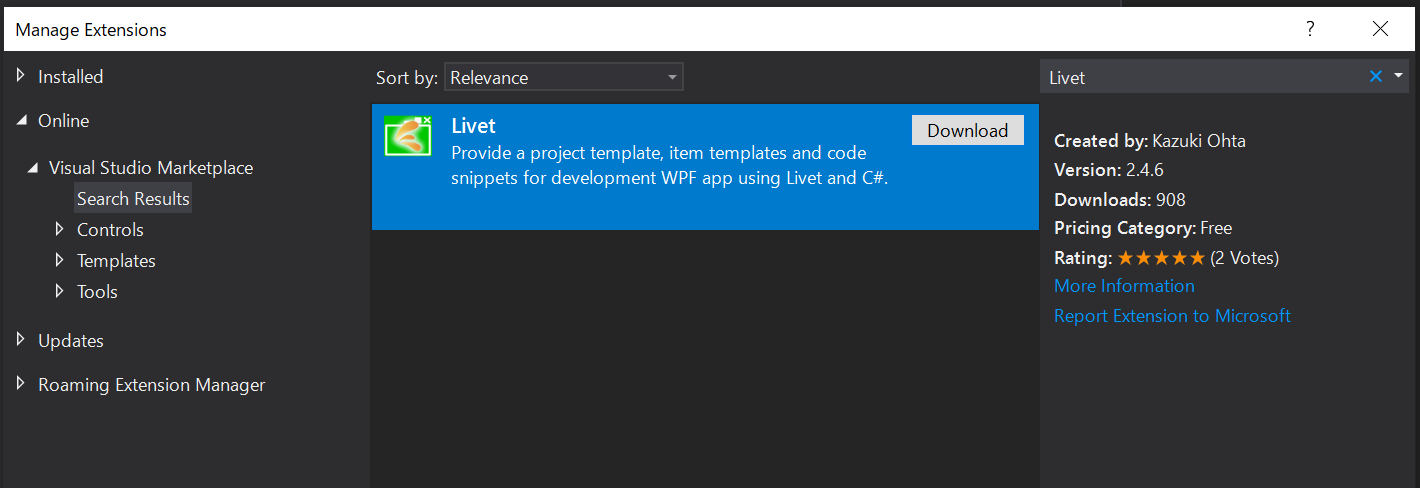 Manage Extensions
?
Installed
Online
Visual Studio Marketplace
Search Results
Controls
Templates
Tools
Updates
Roaming Extension Manager
Sort by: Relevance
Livet
Download
Provide a project template, item templates and code
snippets for development WPF app using Livet and C#.
Livet
Created by: Kazuki Ohta
Version: 2.4.6
Downloads: 908
Pricing Category: Free
Rating: ★★★★★ (2 Votes)
More Information
Report Extension to Microsoft